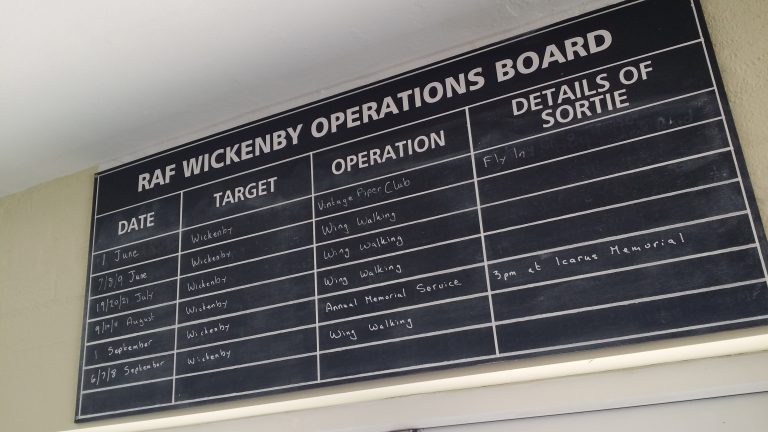 RAF WICKENBY OPERATIONS BOARD
DATE TARGET OPERATION DETAILS OF SORTIE
1 June Wickenby Vintage Piper Club Fly In
7/8/9 June Wickenby Wing Walking
19/20/21 July Wickenby Wing Walking
9/10/11 August Wickenby Wing Walking
1 September Wickenby Annual Memorial Service 3pm at Icarus Memorial
6/7/8 September Wickenby Wing Walking